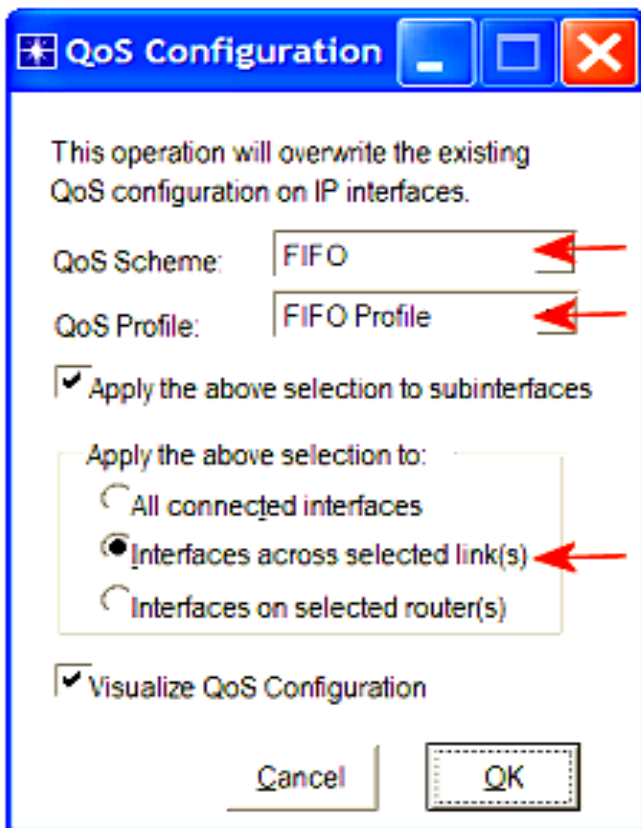 QoS Configuration
This operation will overwrite the existing
QoS configuration on IP interfaces.
QoS Scheme: FIFO
QoS Profile: FIFO Profile
Apply the above selection to subinterfaces
Apply the above selection to:
All connected interfaces
Interfaces across selected link(s)
Interfaces on selected router(s)
Visualize QoS Configuration
Cancel OK